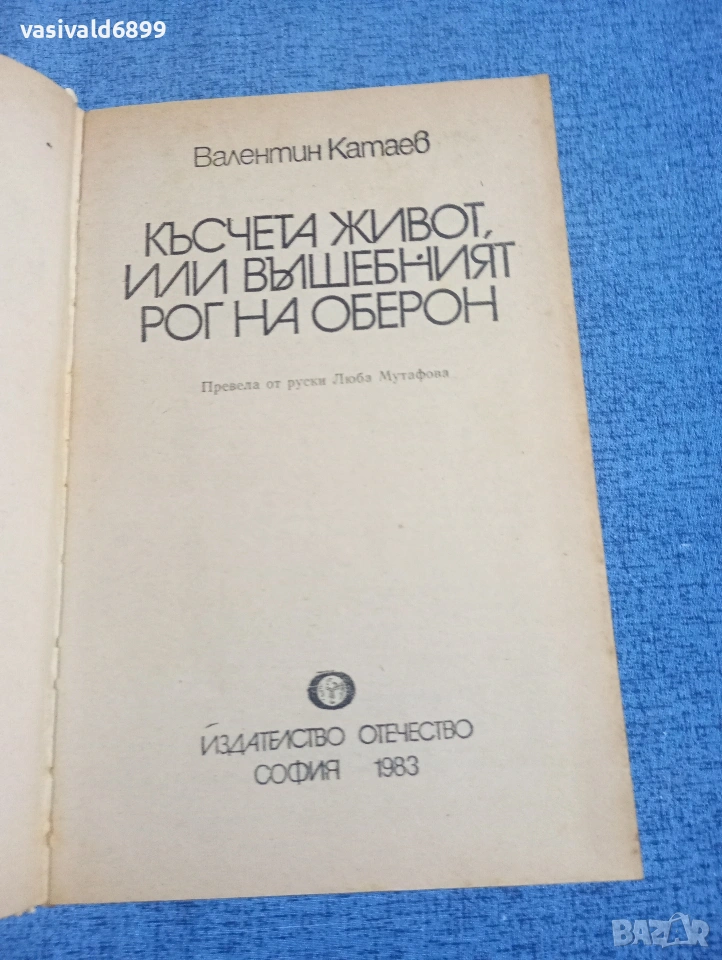 vasivald6899
Валентин Катаев
КЪСЧЕТА ЖИВОТ,
ИЛИ ВЪЛШЕБНИЯТ
РОГ НА ОБЕРОН
Превела от руски Люба Мутафова
ИЗДАТЕЛСТВО ОТЕЧЕСТВО
СОФИЯ 1983
BAZAR